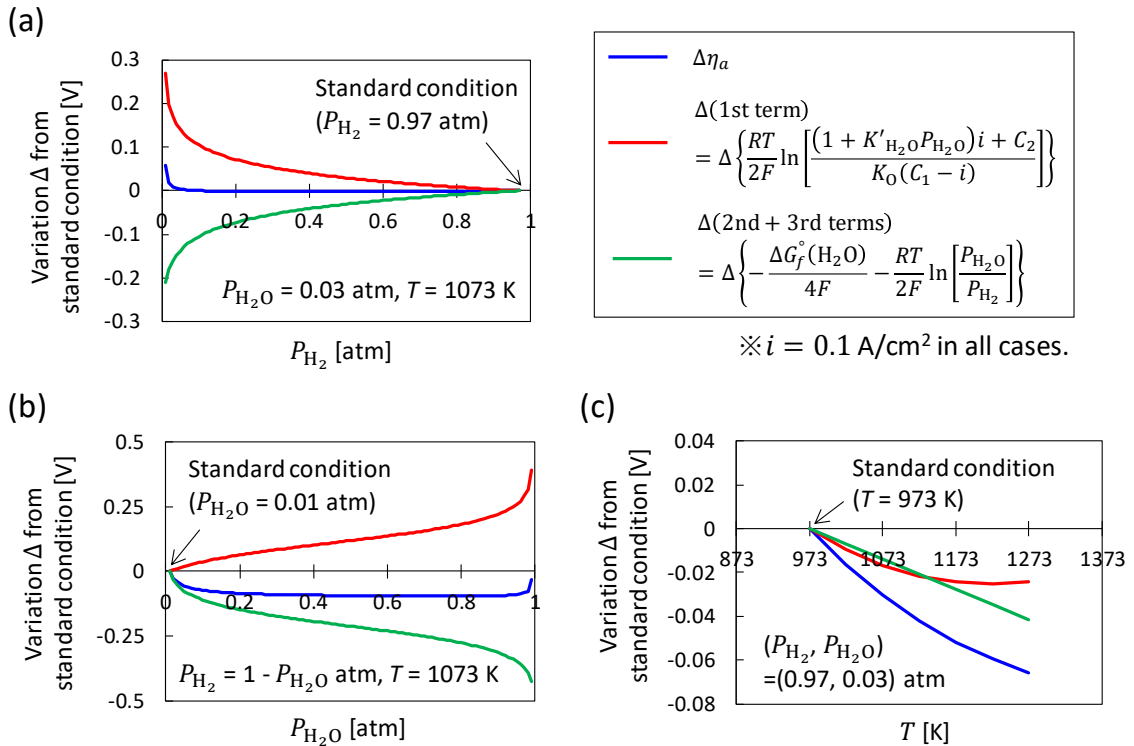 (a)
Variation Δ from
standard condition [V]
0.3
0.2
0.1
0
-0.1
-0.2
-0.3
0
0.2
0.4
0.6
0.8
1
Standard condition
(P_H₂ = 0.97 atm)
P_H₂O = 0.03 atm, T = 1073 K
P_H₂ [atm]
Δη_a
Δ(1st term)
= Δ{RT/2F ln[((1 + K′_H₂O P_H₂O)i + C₂)/(K_O(C₁ − i))]}
Δ(2nd + 3rd terms)
= Δ{−ΔG_f°(H₂O)/4F − RT/2F ln[P_H₂O/P_H₂]}
※i = 0.1 A/cm² in all cases.
(b)
Variation Δ from
standard condition [V]
0.5
0.25
0
-0.25
-0.5
0
0.2
0.4
0.6
0.8
1
Standard condition
(P_H₂O = 0.01 atm)
P_H₂ = 1 - P_H₂O atm, T = 1073 K
P_H₂O [atm]
(c)
Variation Δ from
standard condition [V]
0.04
0.02
0
-0.02
-0.04
-0.06
-0.08
873
973
1073
1173
1273
1373
Standard condition
(T = 973 K)
(P_H₂, P_H₂O)
=(0.97, 0.03) atm
T [K]